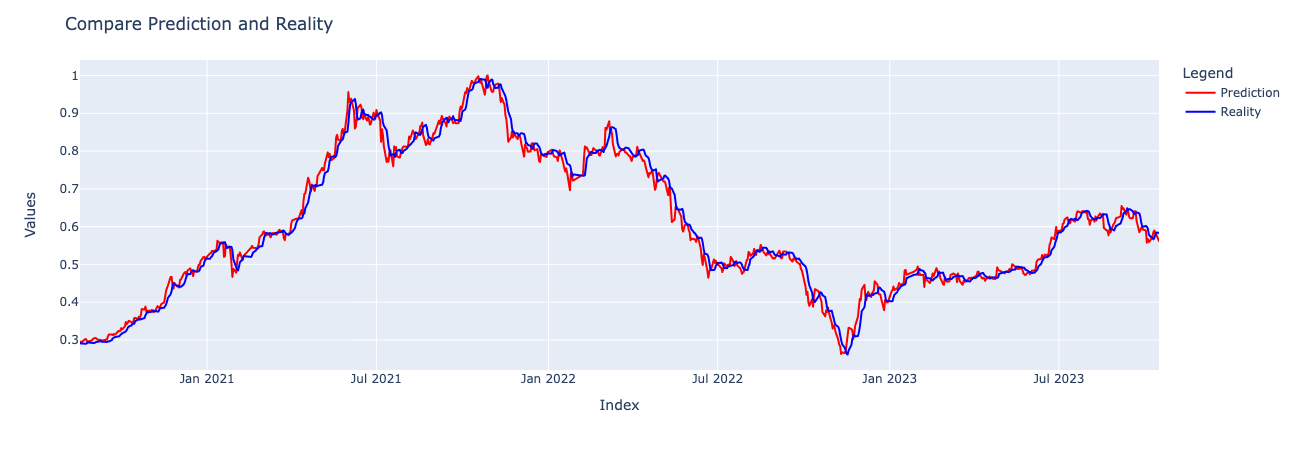 Compare Prediction and Reality
Legend
Prediction
Reality
Values
1
0.9
0.8
0.7
0.6
0.5
0.4
0.3
Jan 2021
Jul 2021
Jan 2022
Jul 2022
Jan 2023
Jul 2023
Index